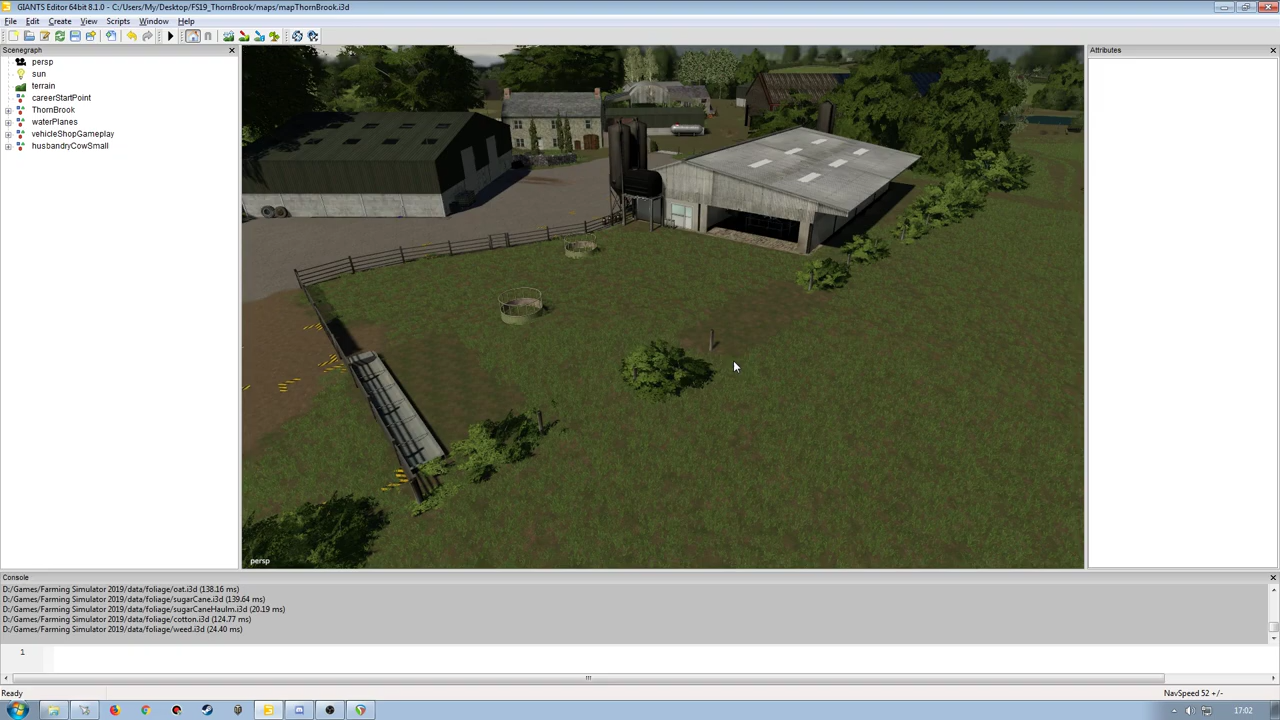 GIANTS Editor 64bit 8.1.0 - C:/Users/My/Desktop/FS19_ThornBrook/maps/mapThornBrook.i3d
File Edit Create View Scripts Window Help
Scenegraph
Attributes
persp
sun
terrain
careerStartPoint
ThornBrook
waterPlanes
vehicleShopGameplay
husbandryCowSmall
persp
Console
D:/Games/Farming Simulator 2019/data/foliage/oat.i3d (138.16 ms)
D:/Games/Farming Simulator 2019/data/foliage/sugarCane.i3d (139.64 ms)
D:/Games/Farming Simulator 2019/data/foliage/sugarCaneHaulm.i3d (20.19 ms)
D:/Games/Farming Simulator 2019/data/foliage/cotton.i3d (124.77 ms)
D:/Games/Farming Simulator 2019/data/foliage/weed.i3d (24.40 ms)
1
Ready
NavSpeed 52 +/-
17:02